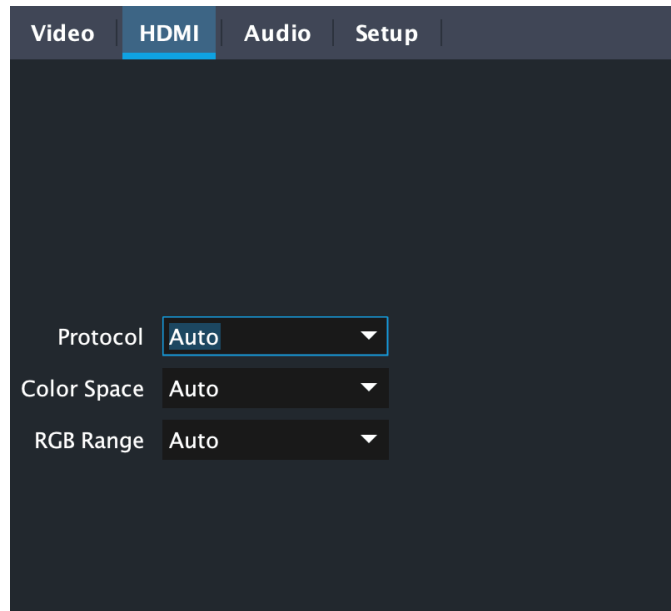 Video HDMI Audio Setup
Protocol Auto
Color Space Auto
RGB Range Auto